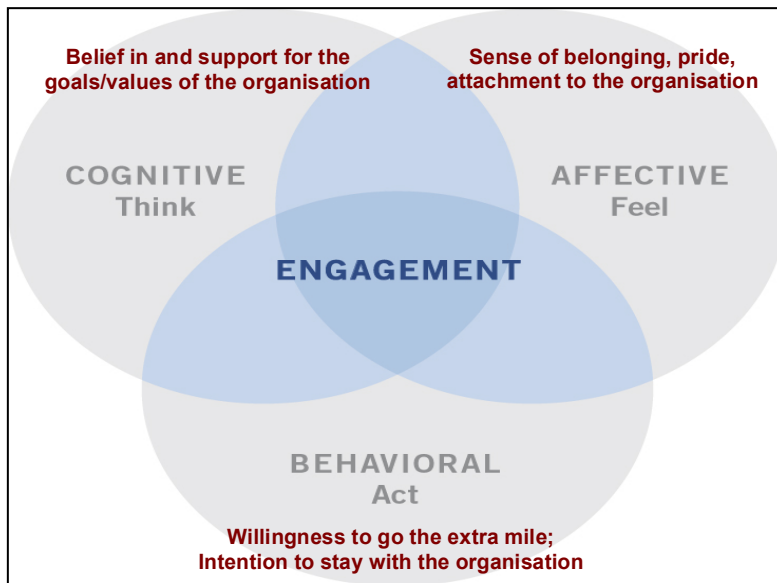 Belief in and support for the
goals/values of the organisation
Sense of belonging, pride,
attachment to the organisation
COGNITIVE
Think
AFFECTIVE
Feel
ENGAGEMENT
BEHAVIORAL
Act
Willingness to go the extra mile;
Intention to stay with the organisation